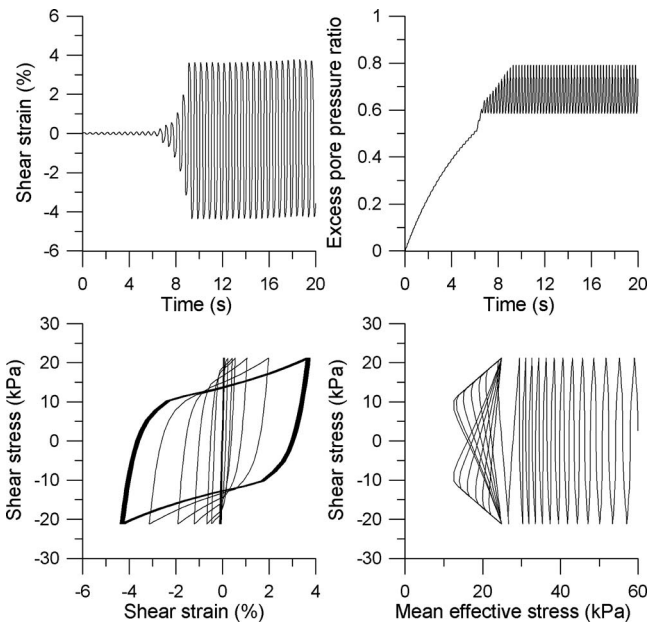 6
4
2
0
-2
-4
-6
Shear strain (%)
0 4 8 12 16 20
Time (s)
1
0.8
0.6
0.4
0.2
0
Excess pore pressure ratio
0 4 8 12 16 20
Time (s)
30
20
10
0
-10
-20
-30
Shear stress (kPa)
-6 -4 -2 0 2 4
Shear strain (%)
30
20
10
0
-10
-20
-30
Shear stress (kPa)
0 20 40 60
Mean effective stress (kPa)